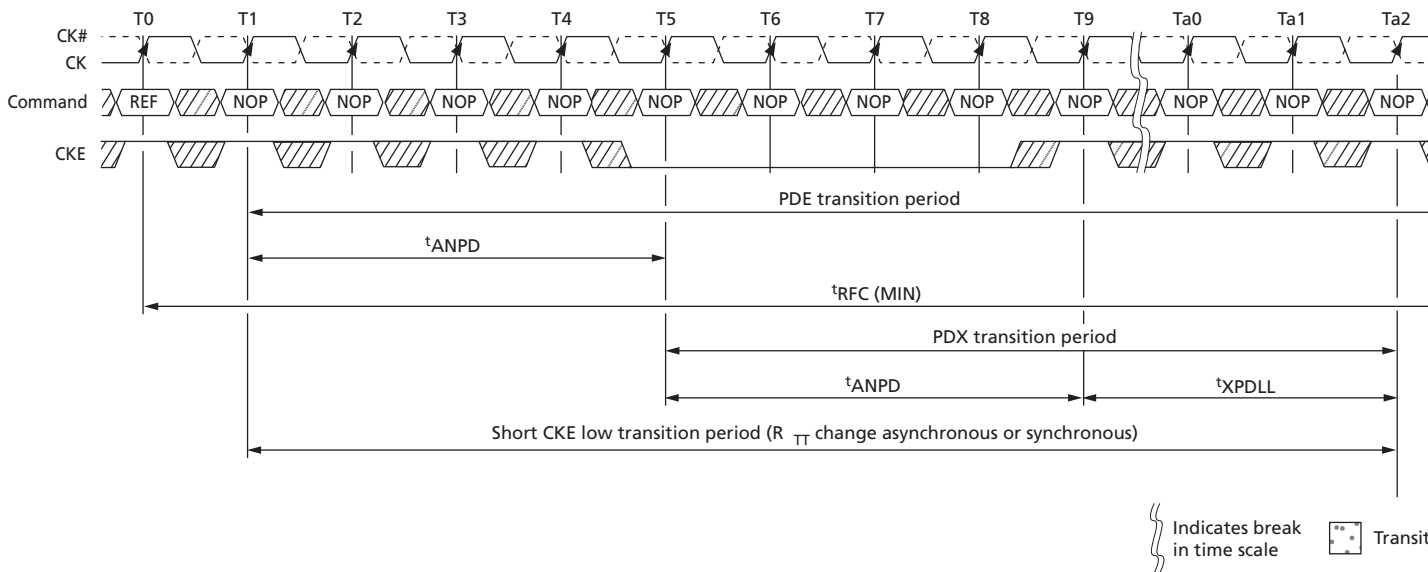 T0 T1 T2 T3 T4 T5 T6 T7 T8 T9 Ta0 Ta1 Ta2
CK#
CK
Command REF NOP NOP NOP NOP NOP NOP NOP NOP NOP NOP NOP NOP
CKE
PDE transition period
tANPD
tRFC (MIN)
PDX transition period
tANPD tXPDLL
Short CKE low transition period (R TT change asynchronous or synchronous)
Indicates break
in time scale
Transit